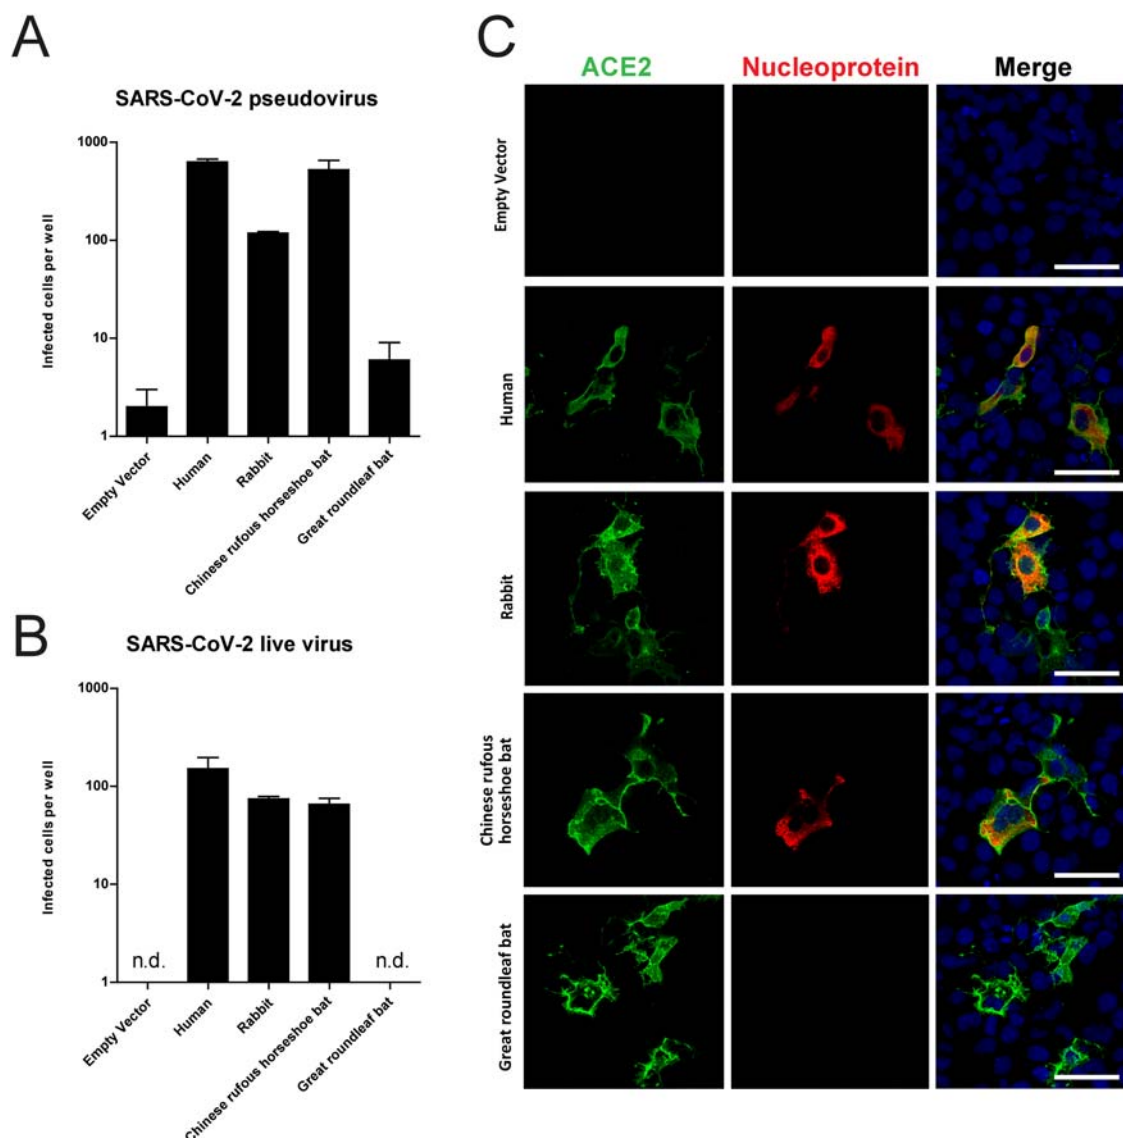 A
SARS-CoV-2 pseudovirus
Infected cells per well
1000
100
10
1
Empty Vector
Human
Rabbit
Chinese rufous horseshoe bat
Great roundleaf bat
B
SARS-CoV-2 live virus
Infected cells per well
1000
100
10
1
n.d.
n.d.
Empty Vector
Human
Rabbit
Chinese rufous horseshoe bat
Great roundleaf bat
C
ACE2 Nucleoprotein Merge
Empty Vector
Human
Rabbit
Chinese rufous
horseshoe bat
Great roundleaf bat